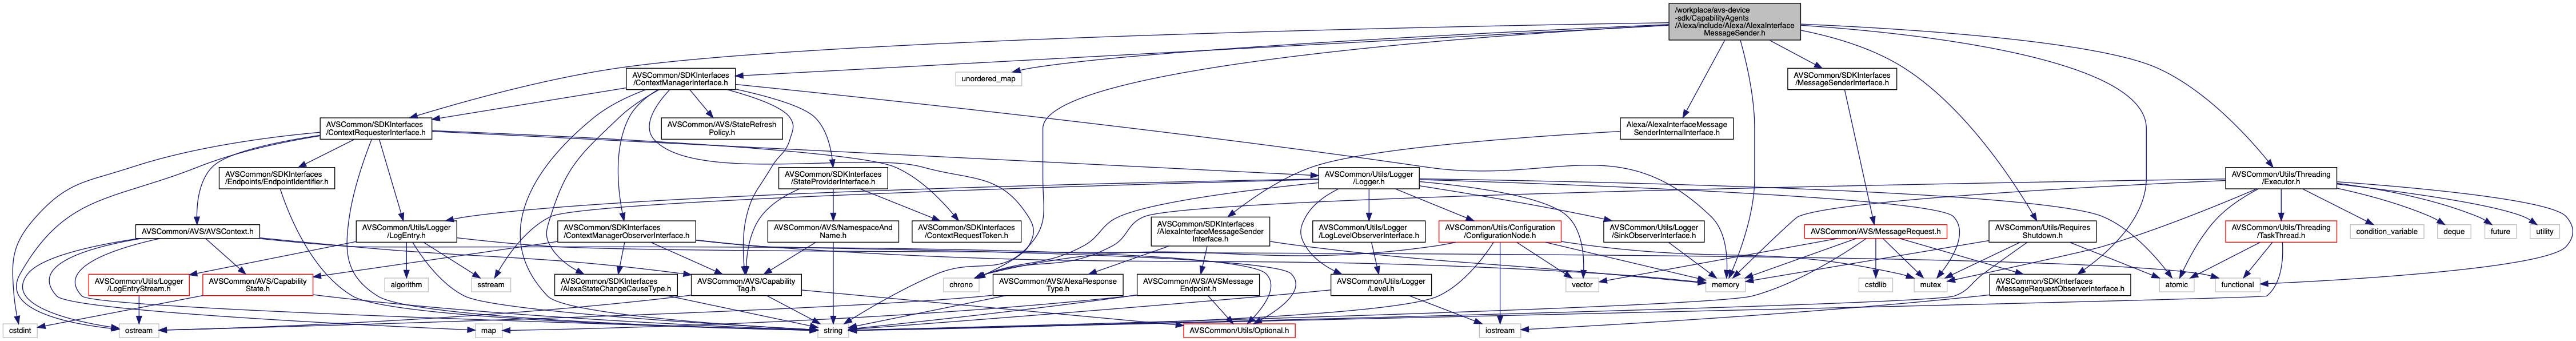 /workplace/avs-device
-sdk/CapabilityAgents
/Alexa/include/Alexa/AlexaInterface
MessageSender.h
AVSCommon/SDKInterfaces
/ContextManagerInterface.h
unordered_map
AVSCommon/SDKInterfaces
/MessageSenderInterface.h
AVSCommon/SDKInterfaces
/ContextRequesterInterface.h
AVSCommon/AVS/StateRefresh
Policy.h
Alexa/AlexaInterfaceMessage
SenderInternalInterface.h
AVSCommon/SDKInterfaces
/Endpoints/EndpointIdentifier.h
AVSCommon/SDKInterfaces
/StateProviderInterface.h
AVSCommon/Utils/Logger
/Logger.h
AVSCommon/Utils/Threading
/Executor.h
AVSCommon/AVS/AVSContext.h
AVSCommon/Utils/Logger
/LogEntry.h
AVSCommon/SDKInterfaces
/ContextManagerObserverInterface.h
AVSCommon/AVS/NamespaceAnd
Name.h
AVSCommon/SDKInterfaces
/ContextRequestToken.h
AVSCommon/SDKInterfaces
/AlexaInterfaceMessageSender
Interface.h
AVSCommon/Utils/Logger
/LogLevelObserverInterface.h
AVSCommon/Utils/Configuration
/ConfigurationNode.h
AVSCommon/Utils/Logger
/SinkObserverInterface.h
AVSCommon/AVS/MessageRequest.h
AVSCommon/Utils/Requires
Shutdown.h
AVSCommon/Utils/Threading
/TaskThread.h
condition_variable
deque
future
utility
AVSCommon/Utils/Logger
/LogEntryStream.h
AVSCommon/AVS/Capability
State.h
algorithm
sstream
AVSCommon/SDKInterfaces
/AlexaStateChangeCauseType.h
AVSCommon/AVS/Capability
Tag.h
chrono
AVSCommon/AVS/AlexaResponse
Type.h
AVSCommon/AVS/AVSMessage
Endpoint.h
AVSCommon/Utils/Logger
/Level.h
vector
memory
cstdlib
mutex
AVSCommon/SDKInterfaces
/MessageRequestObserverInterface.h
atomic
functional
cstdint
ostream
map
string
AVSCommon/Utils/Optional.h
iostream